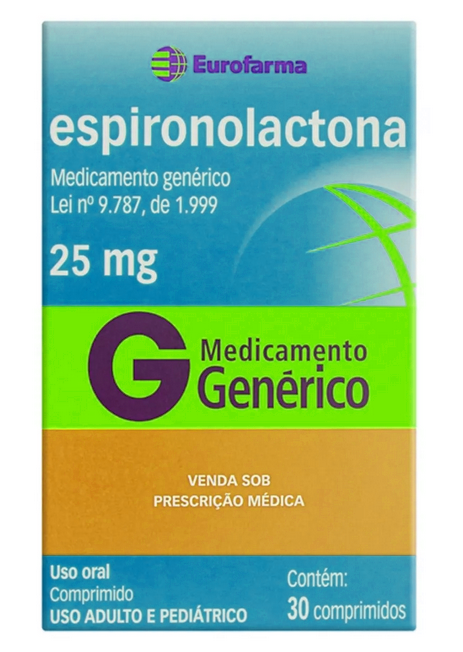 Eurofarma
espironolactona
Medicamento genérico
Lei nº 9.787, de 1.999
25 mg
G Medicamento
Genérico
VENDA SOB
PRESCRIÇÃO MÉDICA
Uso oral
Comprimido
USO ADULTO E PEDIÁTRICO
Contém:
30 comprimidos